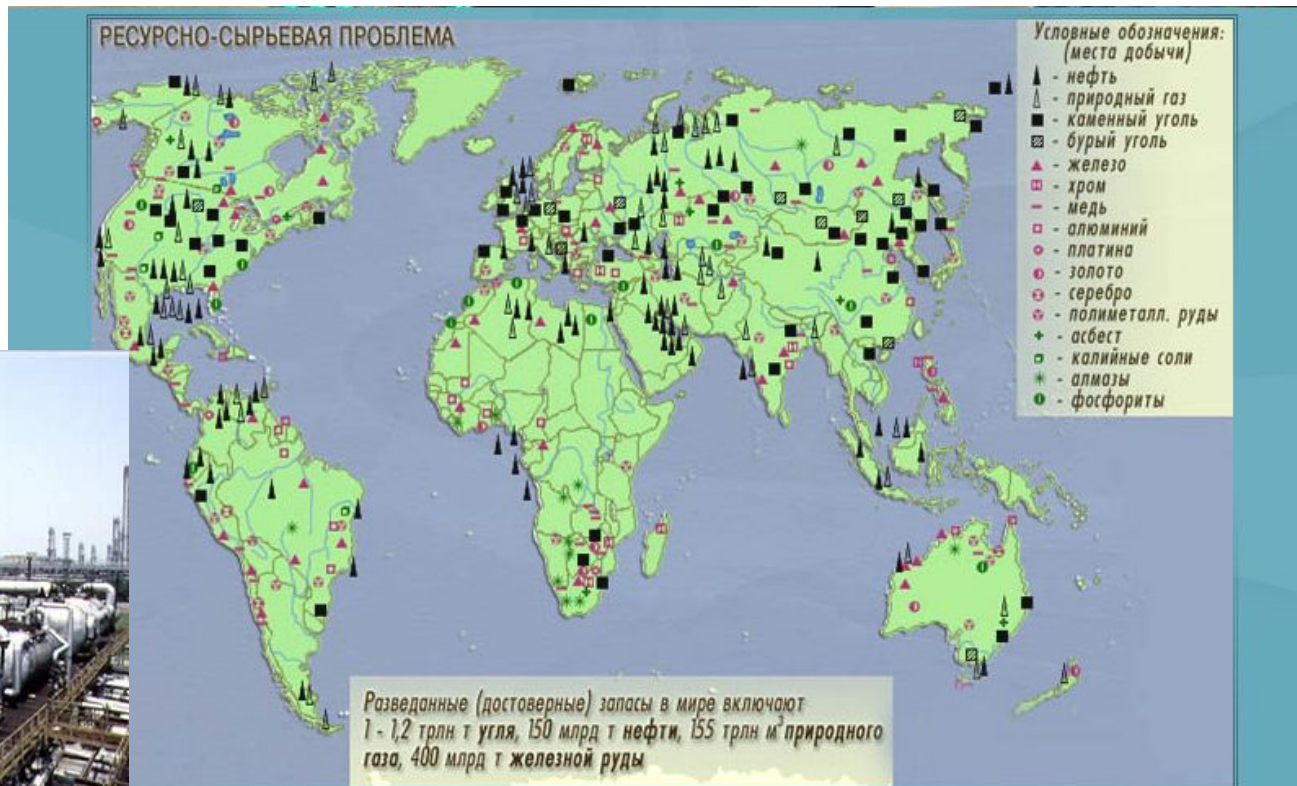 РЕСУРСНО-СЫРЬЕВАЯ ПРОБЛЕМА
Условные обозначения:
(места добычи)
- нефть
- природный газ
- каменный уголь
- бурый уголь
- железо
- хром
- медь
- алюминий
- платина
- золото
- серебро
- полиметалл. руды
- асбест
- калийные соли
- алмазы
- фосфориты
Разведанные (достоверные) запасы в мире включают
1 - 1,2 трлн т угля, 150 млрд т нефти, 155 трлн м³ природного
газа, 400 млрд т железной руды